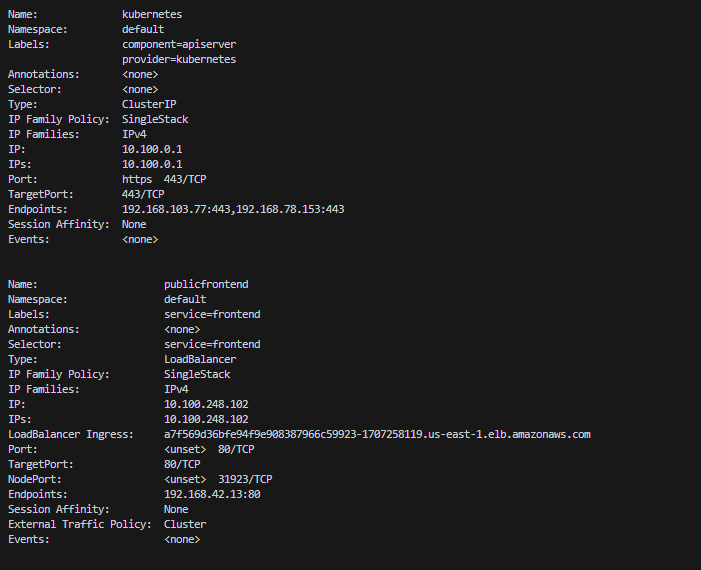 Name: kubernetes
Namespace: default
Labels: component=apiserver
provider=kubernetes
Annotations: <none>
Selector: <none>
Type: ClusterIP
IP Family Policy: SingleStack
IP Families: IPv4
IP: 10.100.0.1
IPs: 10.100.0.1
Port: https 443/TCP
TargetPort: 443/TCP
Endpoints: 192.168.103.77:443,192.168.78.153:443
Session Affinity: None
Events: <none>
Name: publicfrontend
Namespace: default
Labels: service=frontend
Annotations: <none>
Selector: service=frontend
Type: LoadBalancer
IP Family Policy: SingleStack
IP Families: IPv4
IP: 10.100.248.102
IPs: 10.100.248.102
LoadBalancer Ingress: a7f569d36bfe94f9e908387966c59923-1707258119.us-east-1.elb.amazonaws.com
Port: <unset> 80/TCP
TargetPort: 80/TCP
NodePort: <unset> 31923/TCP
Endpoints: 192.168.42.13:80
Session Affinity: None
External Traffic Policy: Cluster
Events: <none>